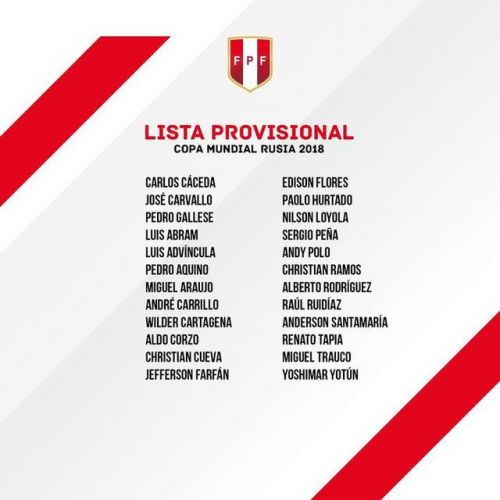 FPF
LISTA PROVISIONAL
COPA MUNDIAL RUSIA 2018
CARLOS CÁCEDA
JOSÉ CARVALLO
PEDRO GALLESE
LUIS ABRAM
LUIS ADVÍNCULA
PEDRO AQUINO
MIGUEL ARAUJO
ANDRÉ CARRILLO
WILDER CARTAGENA
ALDO CORZO
CHRISTIAN CUEVA
JEFFERSON FARFÁN
EDISON FLORES
PAOLO HURTADO
NILSON LOYOLA
SERGIO PEÑA
ANDY POLO
CHRISTIAN RAMOS
ALBERTO RODRÍGUEZ
RAÚL RUIDÍAZ
ANDERSON SANTAMARÍA
RENATO TAPIA
MIGUEL TRAUCO
YOSHIMAR YOTÚN